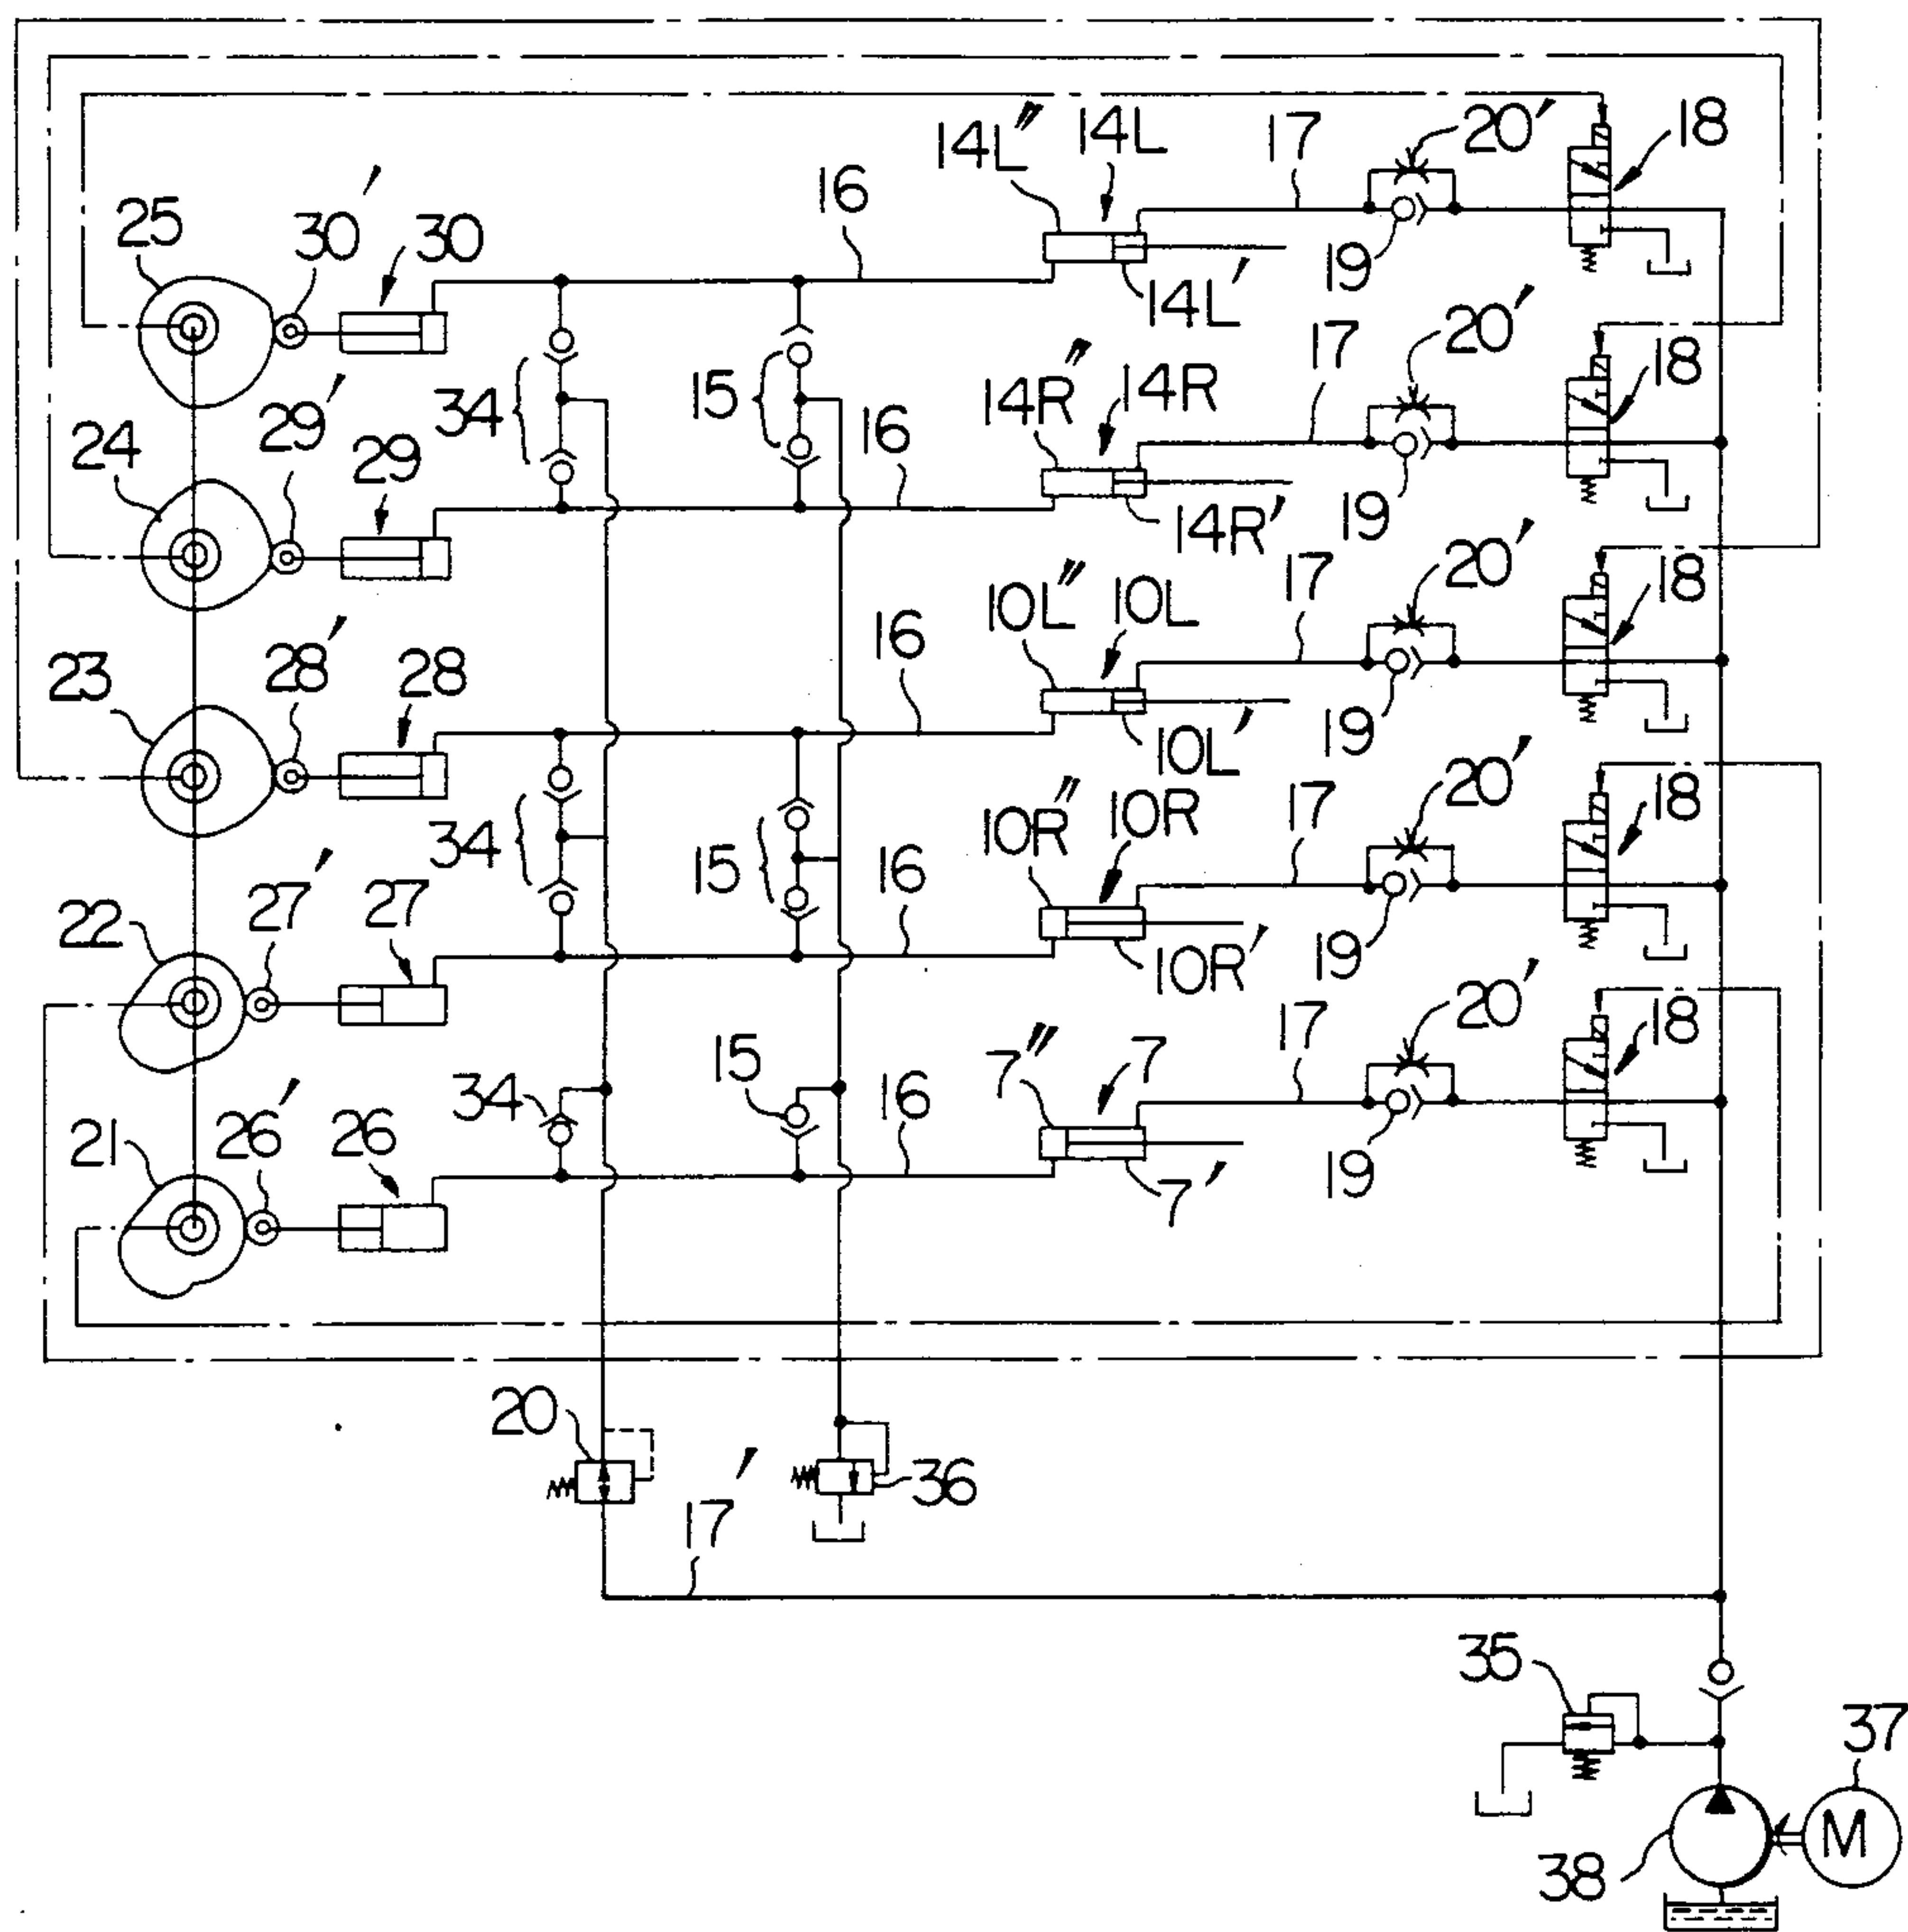 14L″ 14L 17 20′ 18
16
25 30′ 30
19
14L′
20′
34 15 14R″ 14R 17 18
24 29′ 29 16
14R′ 19
20′
10L″ 10L 17 18
23 28′ 28 16
19
10L′
20′
34 15 10R″ 10R 17 18
22 27′ 27 16
10R′ 19
20′
34 15 7″ 7 17 18
21 26′ 26 16
7′ 19
20 36
17′
35
37
M
38